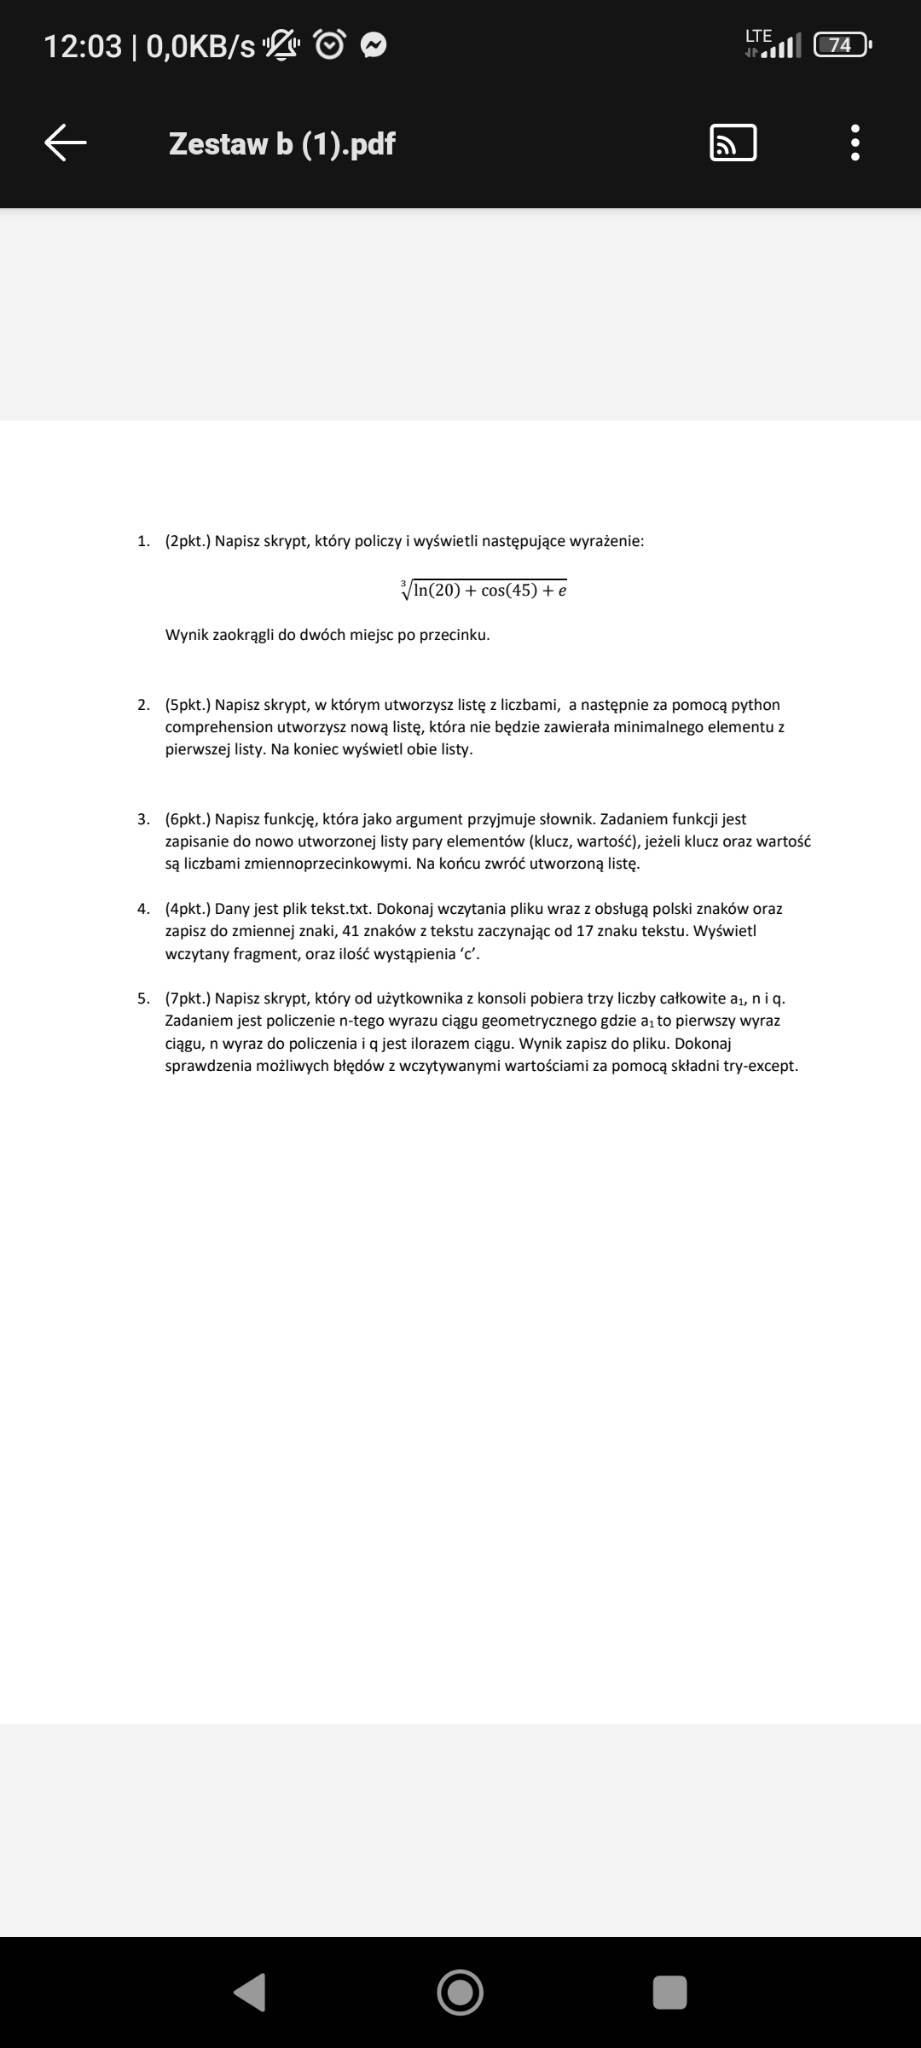 12:03 | 0,0KB/s
LTE
74
Zestaw b (1).pdf
1. (2pkt.) Napisz skrypt, który policzy i wyświetli następujące wyrażenie:
∛ln(20) + cos(45) + e
Wynik zaokrągli do dwóch miejsc po przecinku.
2. (5pkt.) Napisz skrypt, w którym utworzysz listę z liczbami, a następnie za pomocą python
comprehension utworzysz nową listę, która nie będzie zawierała minimalnego elementu z
pierwszej listy. Na koniec wyświetl obie listy.
3. (6pkt.) Napisz funkcję, która jako argument przyjmuje słownik. Zadaniem funkcji jest
zapisanie do nowo utworzonej listy pary elementów (klucz, wartość), jeżeli klucz oraz wartość
są liczbami zmiennoprzecinkowymi. Na końcu zwróć utworzoną listę.
4. (4pkt.) Dany jest plik tekst.txt. Dokonaj wczytania pliku wraz z obsługą polski znaków oraz
zapisz do zmiennej znaki, 41 znaków z tekstu zaczynając od 17 znaku tekstu. Wyświetl
wczytany fragment, oraz ilość wystąpienia ‘c’.
5. (7pkt.) Napisz skrypt, który od użytkownika z konsoli pobiera trzy liczby całkowite a₁, n i q.
Zadaniem jest policzenie n-tego wyrazu ciągu geometrycznego gdzie a₁ to pierwszy wyraz
ciągu, n wyraz do policzenia i q jest ilorazem ciągu. Wynik zapisz do pliku. Dokonaj
sprawdzenia możliwych błędów z wczytywanymi wartościami za pomocą składni try-except.